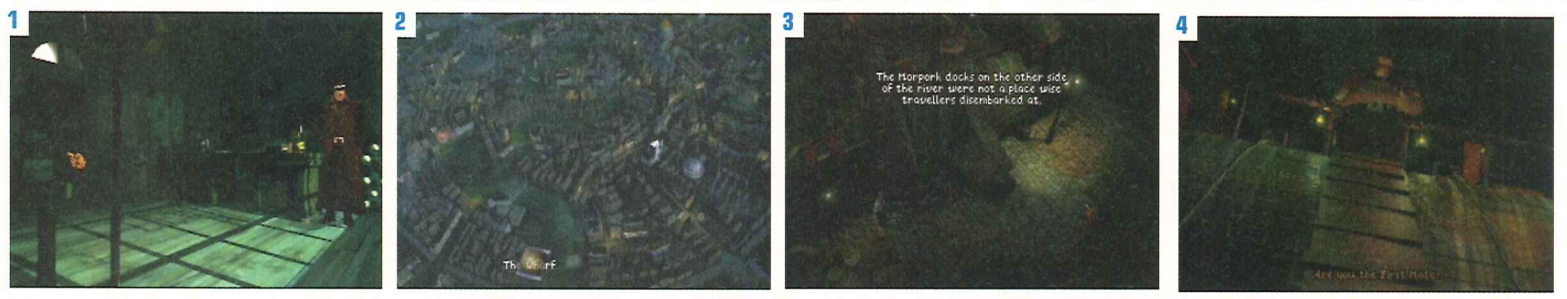 1
2
3
4
The Wharf
The Morpork docks on the other side
of the river were not a place wise
travellers disembarked at.
Are you the First Mate